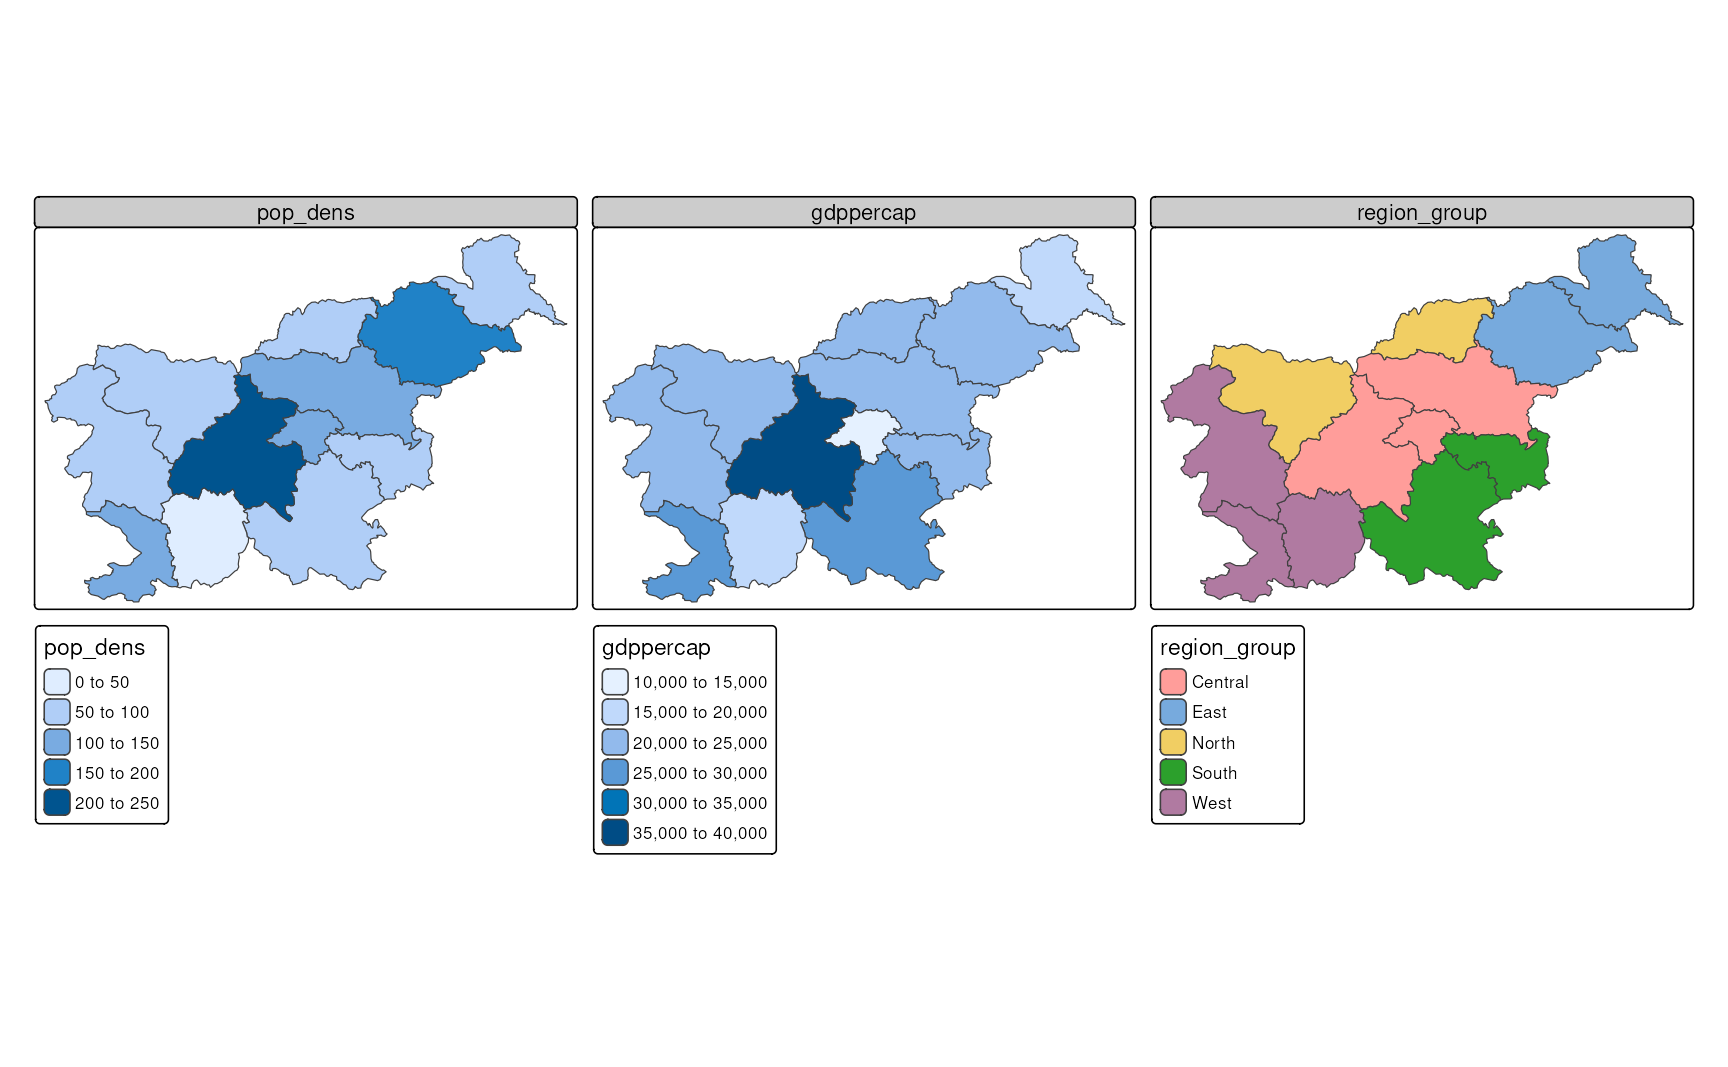 pop_dens
gdppercap
region_group
pop_dens
0 to 50
50 to 100
100 to 150
150 to 200
200 to 250
gdppercap
10,000 to 15,000
15,000 to 20,000
20,000 to 25,000
25,000 to 30,000
30,000 to 35,000
35,000 to 40,000
region_group
Central
East
North
South
West